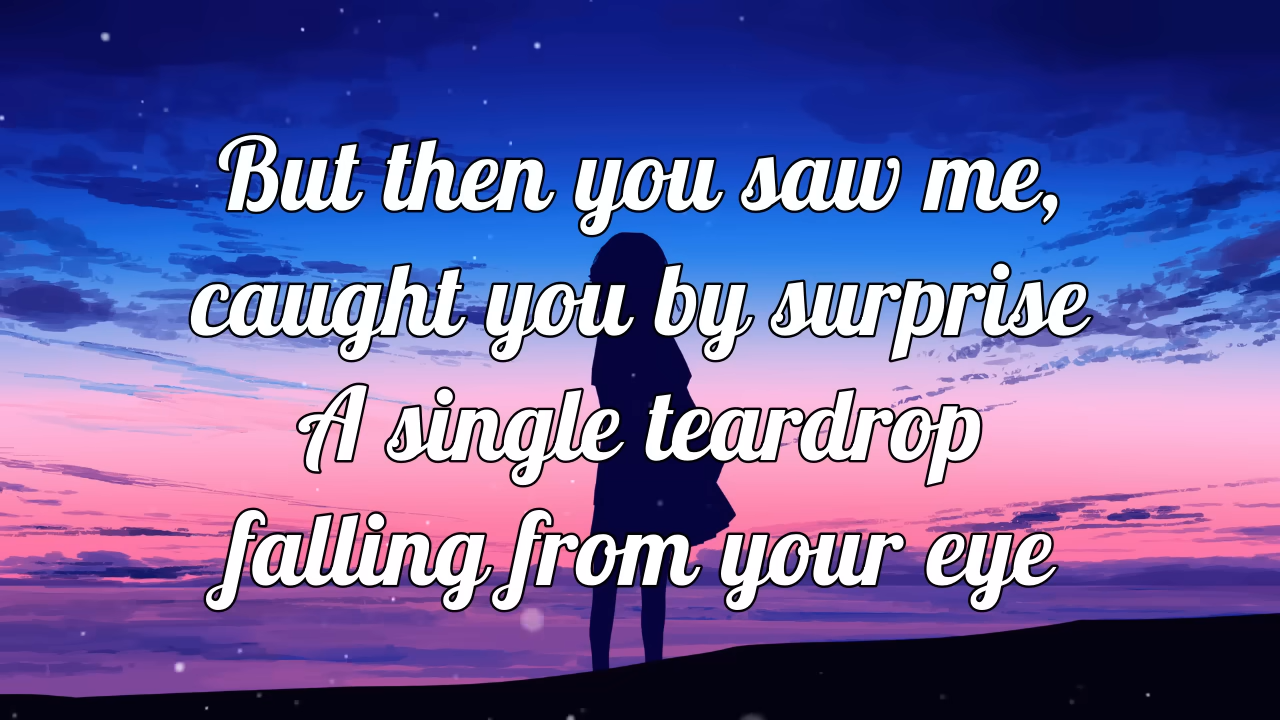 But then you saw me,
caught you by surprise
A single teardrop
falling from your eye